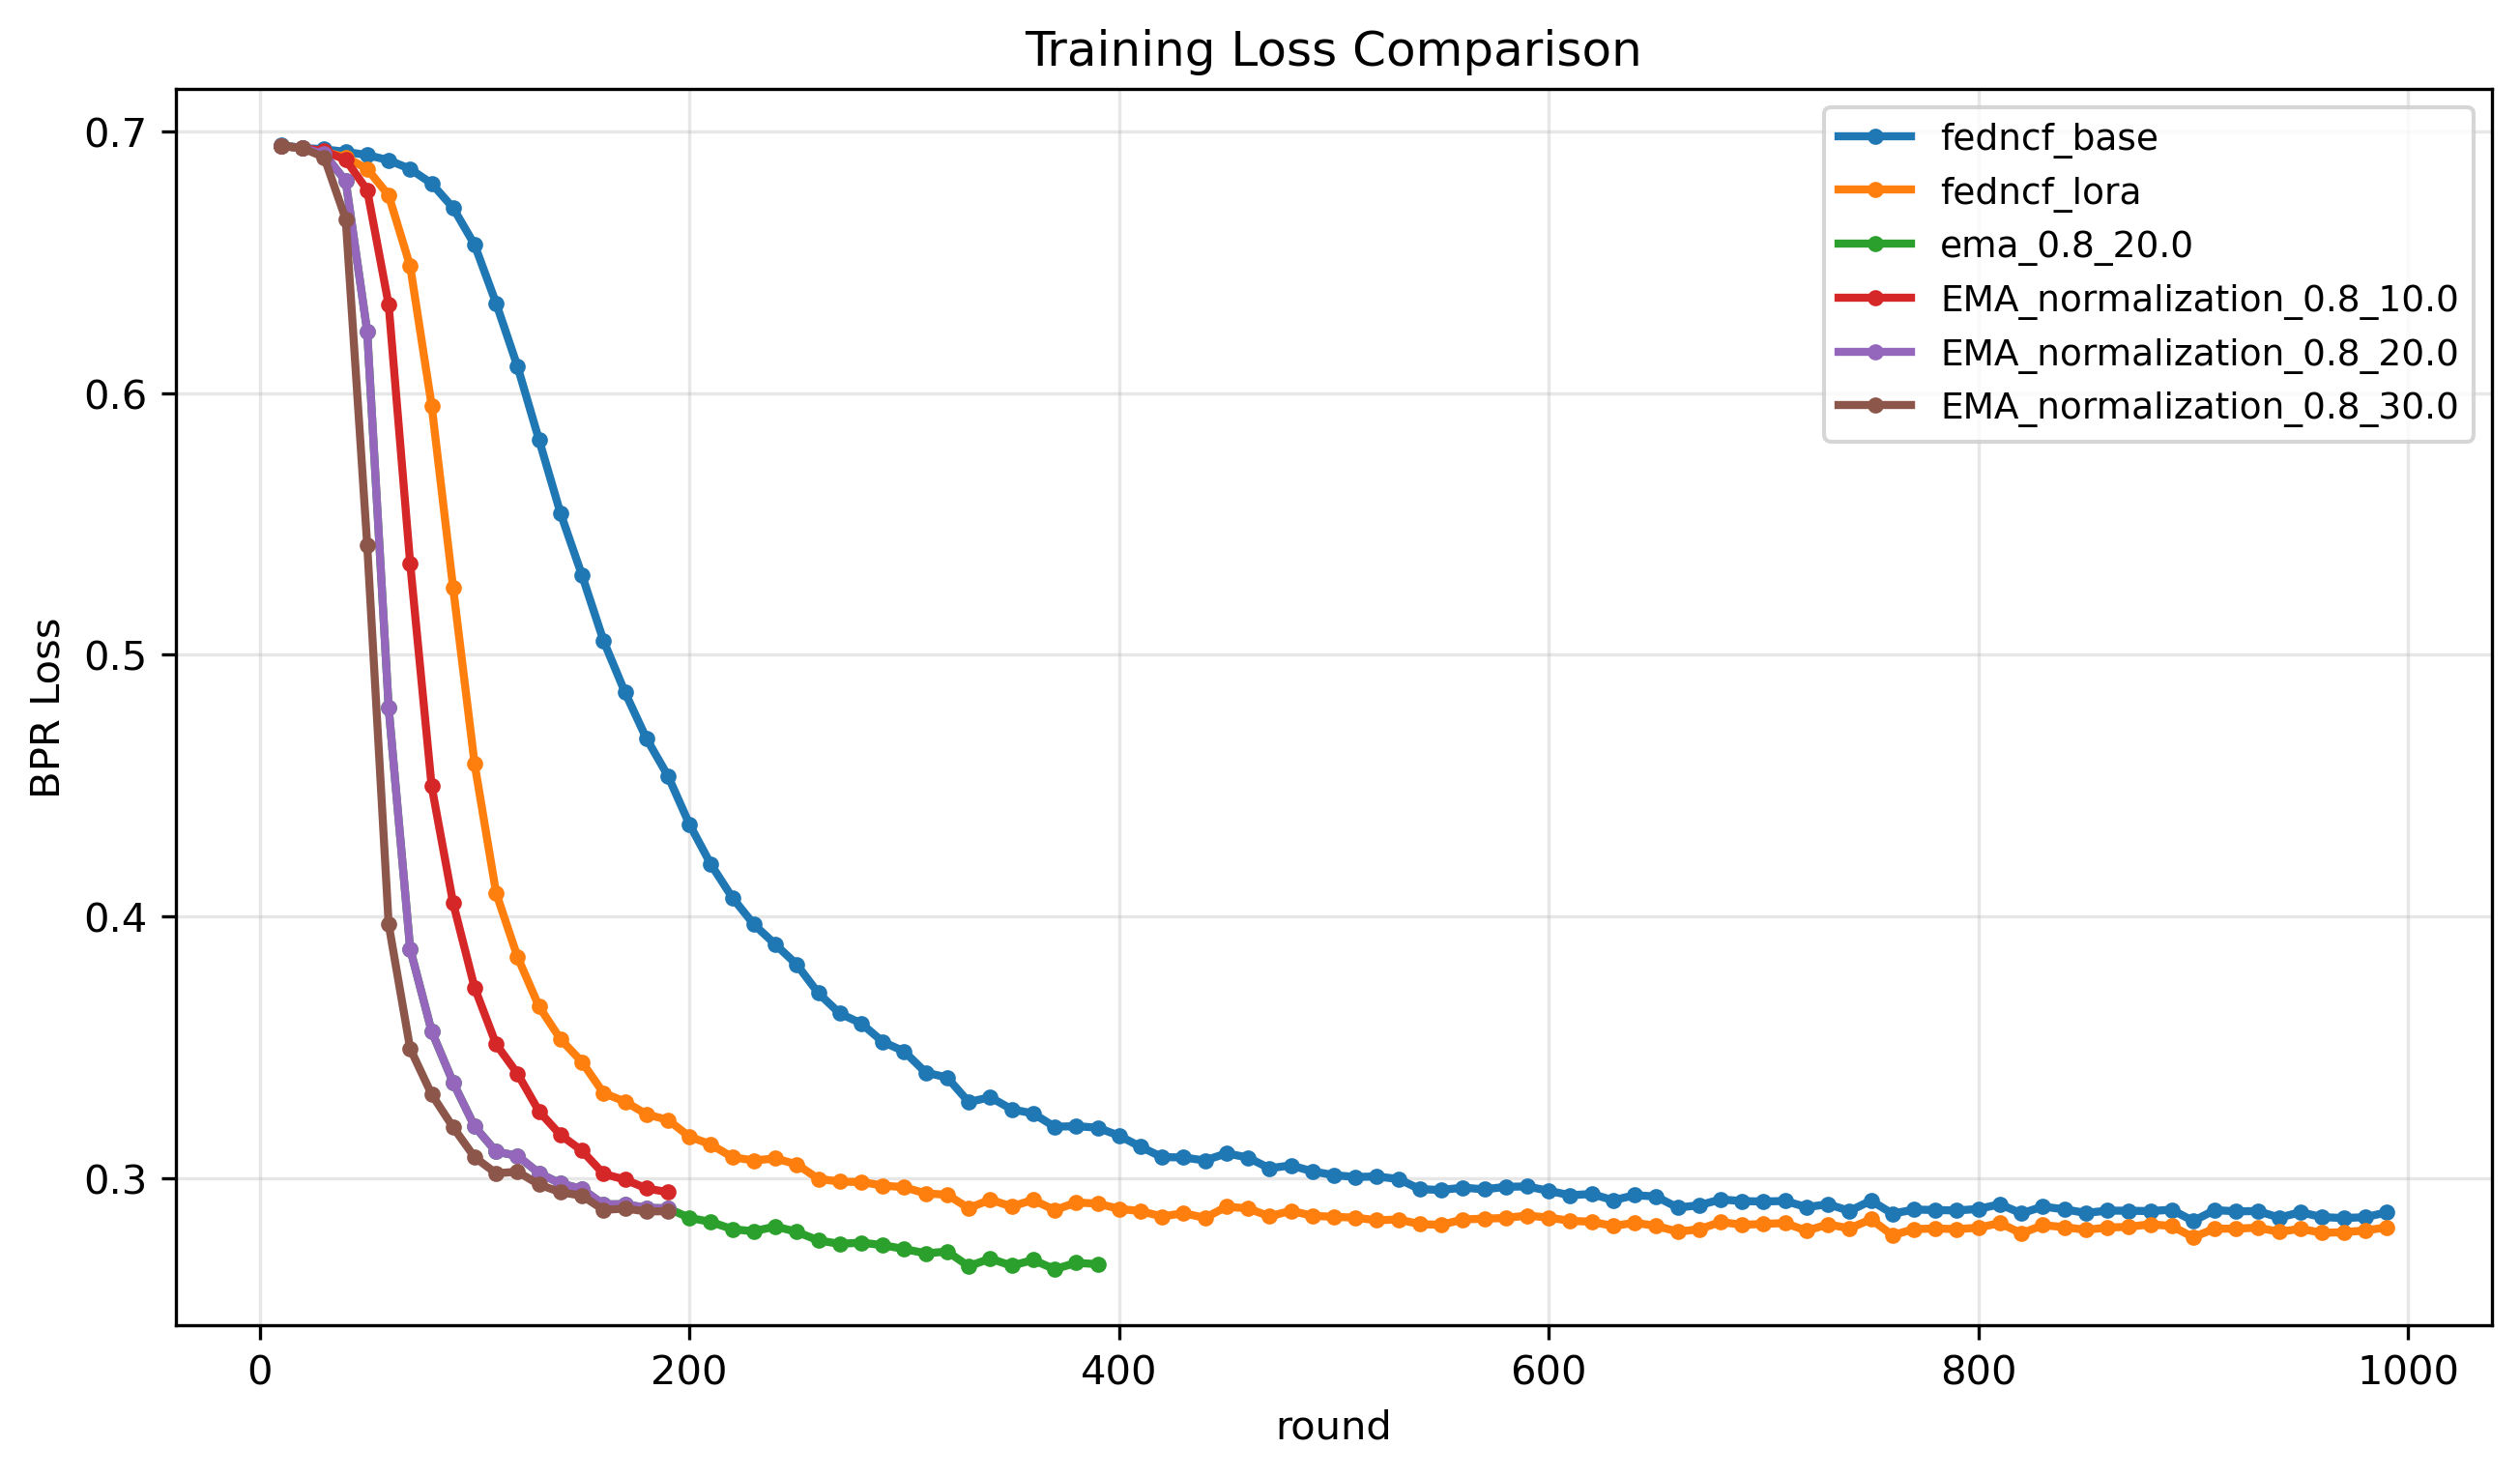 Training Loss Comparison
fedncf_base
fedncf_lora
ema_0.8_20.0
EMA_normalization_0.8_10.0
EMA_normalization_0.8_20.0
EMA_normalization_0.8_30.0
BPR Loss
0.7
0.6
0.5
0.4
0.3
0 200 400 600 800 1000
round